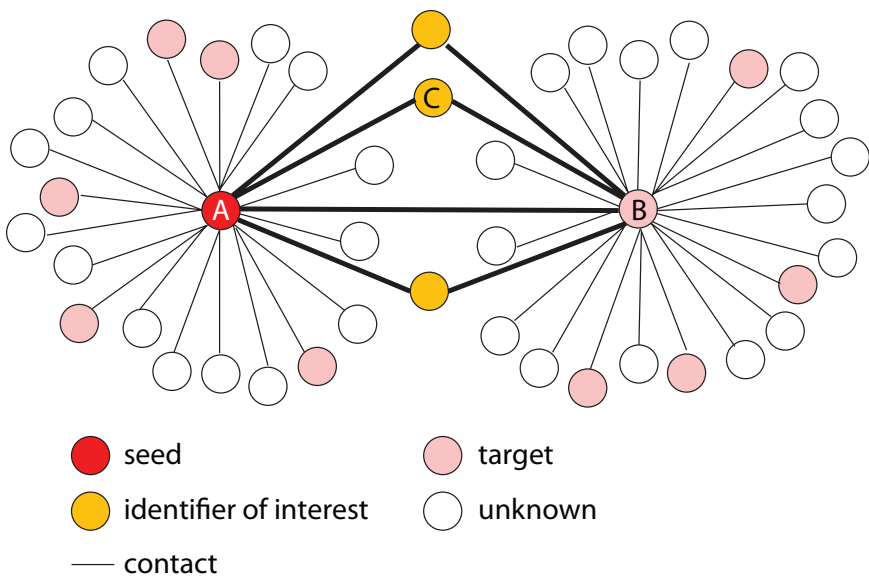 C
A
B
seed
target
identifier of interest
unknown
contact